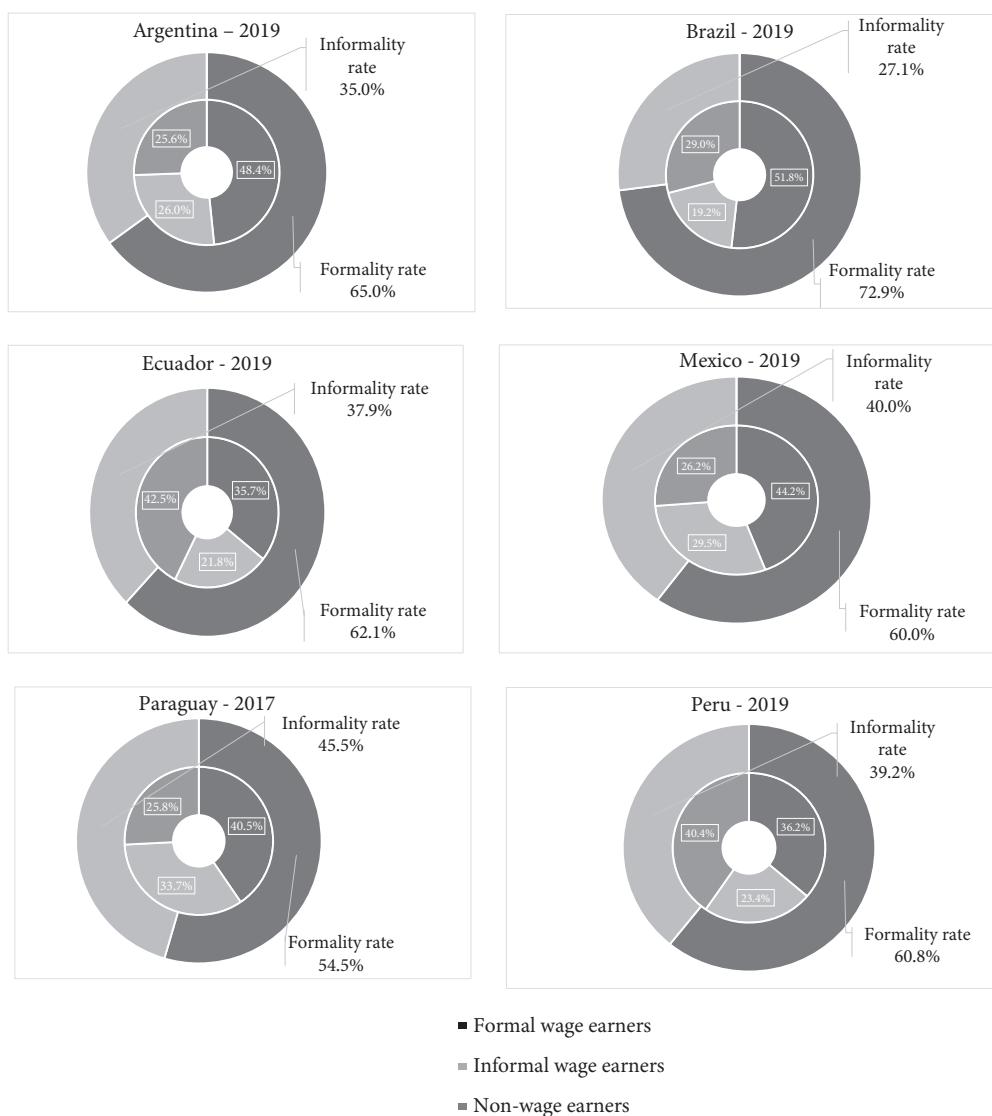 Argentina – 2019
Informality
rate
35.0%
25.6%
48.4%
26.0%
Formality rate
65.0%
Brazil - 2019
Informality
rate
27.1%
29.0%
51.8%
19.2%
Formality rate
72.9%
Ecuador - 2019
Informality rate
37.9%
42.5%
35.7%
21.8%
Formality rate
62.1%
Mexico - 2019
Informality
rate
40.0%
26.2%
44.2%
29.5%
Formality rate
60.0%
Paraguay - 2017
Informality rate
45.5%
25.8%
40.5%
33.7%
Formality rate
54.5%
Peru - 2019
Informality
rate
39.2%
40.4%
36.2%
23.4%
Formality rate
60.8%
Formal wage earners
Informal wage earners
Non-wage earners